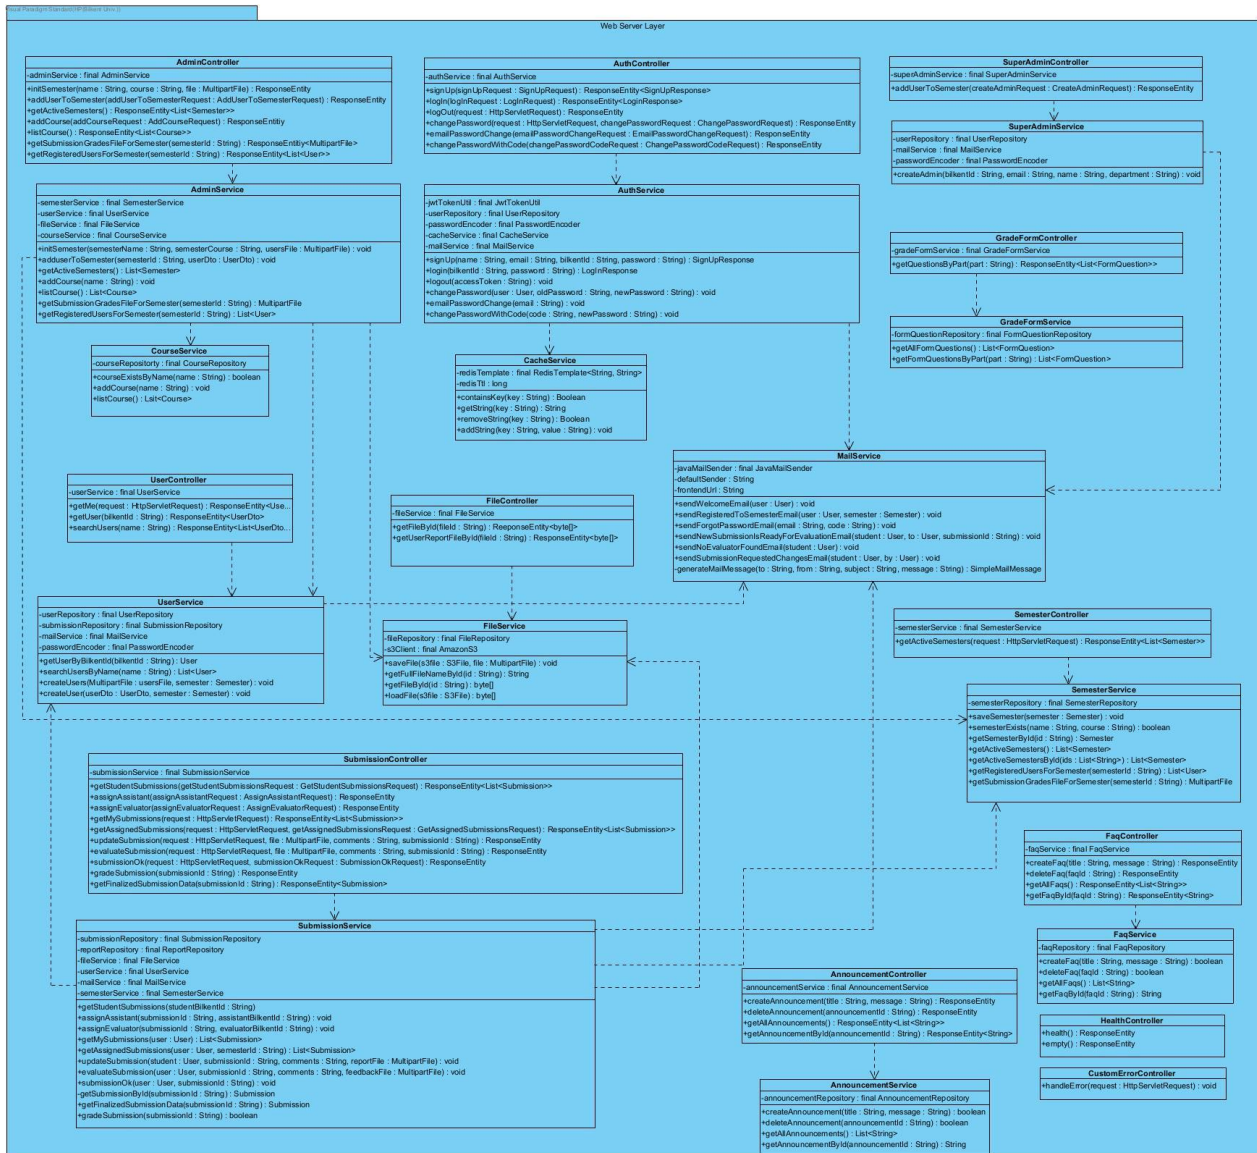 Visual Paradigm Standard(HP(Bilkent Univ.))
Web Server Layer
AdminController
-adminService : final AdminService
+initSemester(name : String, course : String, file : MultipartFile) : ResponseEntity
+addUserToSemester(addUserToSemesterRequest : AddUserToSemesterRequest) : ResponseEntity
+getActiveSemesters() : ResponseEntity<List<Semester>>
+addCourse(addCourseRequest : AddCourseRequest) : ResponseEntitiy
+listCourse() : ResponseEntity<List<Course>>
+getSubmissionGradesFileForSemester(semesterId : String) : ResponseEntitiy<MultipartFile>
+getRegisteredUsersForSemester(semesterId : String) : ResponseEntity<List<User>>
AuthController
-authService : final AuthService
+signUp(signUpRequest : SignUpRequest) : ResponseEntity<SignUpResponse>
+logIn(logInRequest : LogInRequest) : ResponseEntity<LoginResponse>
+logOut(request : HttpServletRequest) : ResponseEntity
+changePassword(request : HttpServletRequest, changePasswordRequest : ChangePasswordRequest) : ResponseEntity
+emailPasswordChange(emailPasswordChangeRequest : EmailPasswordChangeRequest) : ResponseEntity
+changePasswordWithCode(changePasswordCodeRequest : ChangePasswordCodeRequest) : ResponseEntity
SuperAdminController
-superAdminService : final SuperAdminService
+addUserToSemester(createAdminRequest : CreateAdminRequest) : ResponseEntity
SuperAdminService
-userRepository : final UserRepository
-mailService : final MailService
-passwordEncoder : final PasswordEncoder
+createAdmin(bilkentId : String, email : String, name : String, department : String) : void
AdminService
-semesterService : final SemesterService
-userService : final UserService
-fileService : final FileService
-courseService : final CourseService
+initSemester(semesterName : String, semesterCourse : String, usersFile : MultipartFile) : void
+adduserToSemester(semesterId : String, userDto : UserDto) : void
+getActiveSemesters() : List<Semester>
+addCourse(name : String) : void
+listCourse() : List<Course>
+getSubmissionGradesFileForSemester(semesterId : String) : MultipartFile
+getRegisteredUsersForSemester(semesterId : String) : List<User>
AuthService
-jwtTokenUtil : final JwtTokenUtil
-userRepository : final UserRepository
-passwordEncoder : final PasswordEncoder
-cacheService : final CacheService
-mailService : final MailService
+signUp(name : String, email : String, bilkentId : String, password : String) : SignUpResponse
+login(bilkentId : String, password : String) : LogInResponse
+logout(accessToken : String) : void
+changePassword(user : User, oldPassword : String, newPassword : String) : void
+emailPasswordChange(email : String) : void
+changePasswordWithCode(code : String, newPassword : String) : void
GradeFormController
-gradeFormService : final GradeFormService
+getQuestionsByPart(part : String) : ResponseEntity<List<FormQuestion>>
GradeFormService
-formQuestionRepository : final FormQuestionRepository
+getAllFormQuestions() : List<FormQuestion>
+getFormQuestionsByPart(part : String) : List<FormQuestion>
CourseService
-courseRepositoriy : final CourseRepository
+courseExistsByName(name : String) : boolean
+addCourse(name : String) : void
+listCourse() : Lsit<Course>
CacheService
-redisTemplate : final RedisTemplate<String, String>
-redisTtl : long
+containsKey(key : String) : Boolean
+getString(key : String) : String
+removeString(key : String) : Boolean
+addString(key : String, value : String) : void
MailService
-javaMailSender : final JavaMailSender
-defaultSender : String
-frontendUrl : String
+sendWelcomeEmail(user : User) : void
+sendRegisteredToSemesterEmail(user : User, semester : Semester) : void
+sendForgotPasswordEmail(email : String, code : String) : void
+sendNewSubmissionIsReadyForEvaluationEmail(student : User, to : User, submissionId : String) : void
+sendNoEvaluatorFoundEmail(student : User) : void
+sendSubmissionRequestedChangesEmail(student : User, by : User) : void
-generateMailMessage(to : String, from : String, subject : String, message : String) : SimpleMailMessage
UserController
-userService : final UserService
+getMe(request : HttpServletRequest) : ResponseEntity<Use...
+getUser(bilkentId : String) : ResponseEntity<UserDto>
+searchUsers(name : String) : ResponseEntity<List<UserDto...
FileController
-fileService : final FileService
+getFileById(fileId : String) : ReeponseEntity<byte[]>
+getUserReportFileById(fileId : String) : ResponseEntity<byte[]>
UserService
-userRepository : final UserRepository
-submissionRepository : final SubmissionRepository
-mailService : final MailService
-passwordEncoder : final PasswordEncoder
+getUserByBilkentId(bilkentId : String) : User
+searchUsersByName(name : String) : List<User>
+createUsers(MultipartFile : usersFile, semester : Semester) : void
+createUser(userDto : UserDto, semester : Semester) : void
FileService
-fileRepository : final FileRepository
-s3Client : final AmazonS3
+saveFile(s3file : S3File, file : MultipartFile) : void
+getFullFileNameById(id : String) : String
+getFileById(id : String) : byte[]
+loadFile(s3file : S3File) : byte[]
SemesterController
-semesterService : final SemesterService
+getActiveSemesters(request : HttpServletRequest) : ResponseEntity<List<Semester>>
SemesterService
-semesterRepository : final SemesterRepository
+saveSemester(semester : Semester) : void
+semesterExists(name : String, course : String) : boolean
+getSemesterById(id : String) : Semester
+getActiveSemesters() : List<Semester>
+getActiveSemestersById(ids : List<String>) : List<Semester>
+getRegisteredUsersForSemester(semesterId : String) : List<User>
+getSubmissionGradesFileForSemester(semesterId : String) : MultipartFile
SubmissionController
-submissionService : final SubmissionService
+getStudentSubmissions(getStudentSubmissionsRequest : GetStudentSubmissionsRequest) : ResponseEntity<List<Submission>>
+assignAssistant(assignAssistantRequest : AssignAssistantRequest) : ResponseEntity
+assignEvaluator(assignEvaluatorRequest : AssignEvaluatorRequest) : ResponseEntity
+getMySubmissions(request : HttpServletRequest) : ResponseEntity<List<Submission>>
+getAssignedSubmissions(request : HttpServletRequest, getAssignedSubmissionsRequest : GetAssignedSubmissionsRequest) : ResponseEntity<List<Submission>>
+updateSubmission(request : HttpServletRequest, file : MultipartFile, comments : String, submissionId : String) : ResponseEntity
+evaluateSubmission(request : HttpServletRequest, file : MultipartFile, comments : String, submissionId : String) : ResponseEntity
+submissionOk(request : HttpServletRequest, submissionOkRequest : SubmissionOkRequest) : ResponseEntity
+gradeSubmission(submissionId : String) : ResponseEntity
+getFinalizedSubmissionData(submissionId : String) : ResponseEntity<Submission>
FaqController
-faqService : final FaqService
+createFaq(title : String, message : String) : ResponseEntity
+deleteFaq(faqId : String) : ResponseEntity
+getAllFaqs() : ResponseEntity<List<String>>
+getFaqById(faqId : String) : ResponseEntity<String>
SubmissionService
-submissionRepository : final SubmissionRepository
-reportRepository : final ReportRepository
-fileService : final FileService
-userService : final UserService
-mailService : final MailService
-semesterService : final SemesterService
+getStudentSubmissions(studentBilkentId : String)
+assignAssistant(submissionId : String, assistantBilkentId : String) : void
+assignEvaluator(submissionId : String, evaluatorBilkentId : String) : void
+getMySubmissions(user : User) : List<Submission>
+getAssignedSubmissions(user : User, semesterId : String) : List<Submission>
+updateSubmission(student : User, submissionId : String, comments : String, reportFile : MultipartFile) : void
+evaluateSubmission(user : User, submissionId : String, comments : String, feedbackFile : MultipartFile) : void
+submissionOk(user : User, submissionId : String) : void
-getSubmissionById(submissionId : String) : Submission
+getFinalizedSubmissionData(submissionId : String) : Submission
+gradeSubmission(submissionId : String) : boolean
FaqService
-faqRepository : final FaqRepository
+createFaq(title : String, message : String) : boolean
+deleteFaq(faqId : String) : boolean
+getAllFaqs() : List<String>
+getFaqById(faqId : String) : String
AnnouncementController
-announcementService : final AnnouncementService
+createAnnouncement(title : String, message : String) : ResponseEntity
+deleteAnnouncement(announcementId : String) : ResponseEntity
+getAllAnnouncements() : ResponseEntity<List<String>>
+getAnnouncementById(announcementId : String) : ResponseEntity<String>
HealthController
+health() : ResponseEntity
+empty() : ResponseEntity
CustomErrorController
+handleError(request : HttpServletRequest) : void
AnnouncementService
-announcementRepository : final AnnouncementRepository
+createAnnouncement(title : String, message : String) : boolean
+deleteAnnouncement(announcementId : String) : boolean
+getAllAnnouncements() : List<String>
+getAnnouncementById(announcementId : String) : String